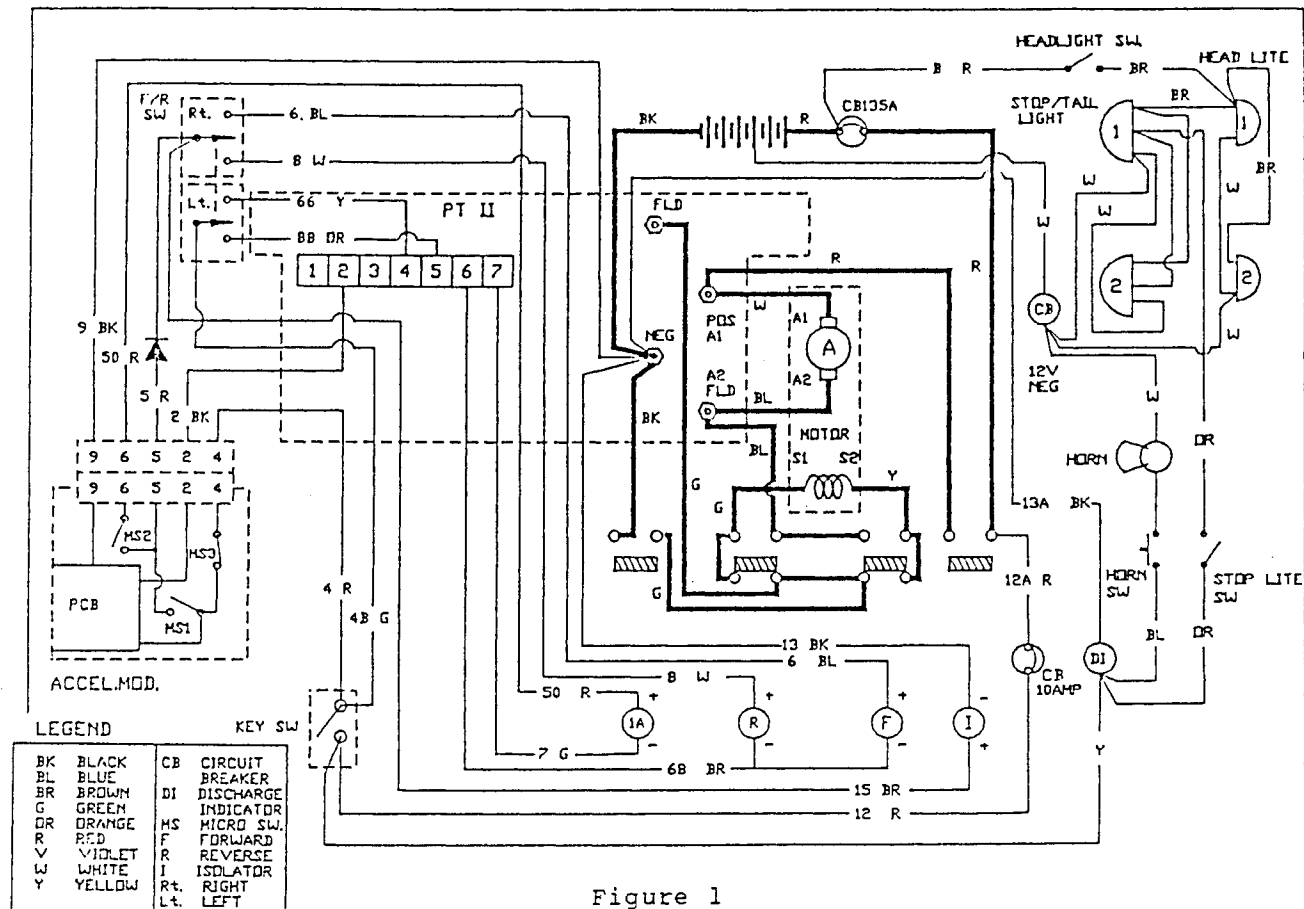 HEADLIGHT SW.
B R
BR
HEAD LITE
STOP/TAIL
LIGHT
BR
1
1
BR
F/R
SW
Rt.
6. BL
BK
R
CB135A
8 W
Lt.
66 Y
PT II
FLD
W
W
W
W
BB OR
1 2 3 4 5 6 7
R
R
2
2
9 BK
50 R
NEG
POS
A1
W
A1
A
A2
CB
W
12V
NEG
5 R
2 BK
A2
FLD
BL
BK
MOTOR
BL
S1 S2
W
OR
HORN
9 6 5 2 4
9 6 5 2 4
G
G
Y
13A BK
MS2
MS3
PCB
MS1
4 R
4B G
G
12A R
HORN
SW
STOP LITE
SW
BL
OR
ACCEL.MOD.
13 BK
6 BL
8 W
50 R
CB
10AMP
DI
KEY SW
+
+
+
-
1A
R
F
I
-
-
-
+
7 G
6B BR
Y
15 BR
12 R
LEGEND
BK BLACK
BL BLUE
BR BROWN
G GREEN
OR ORANGE
R RED
V VIOLET
W WHITE
Y YELLOW
CB CIRCUIT
BREAKER
DI DISCHARGE
INDICATOR
MS MICRO SW.
F FORWARD
R REVERSE
I ISOLATOR
Rt. RIGHT
Lt. LEFT
Figure 1